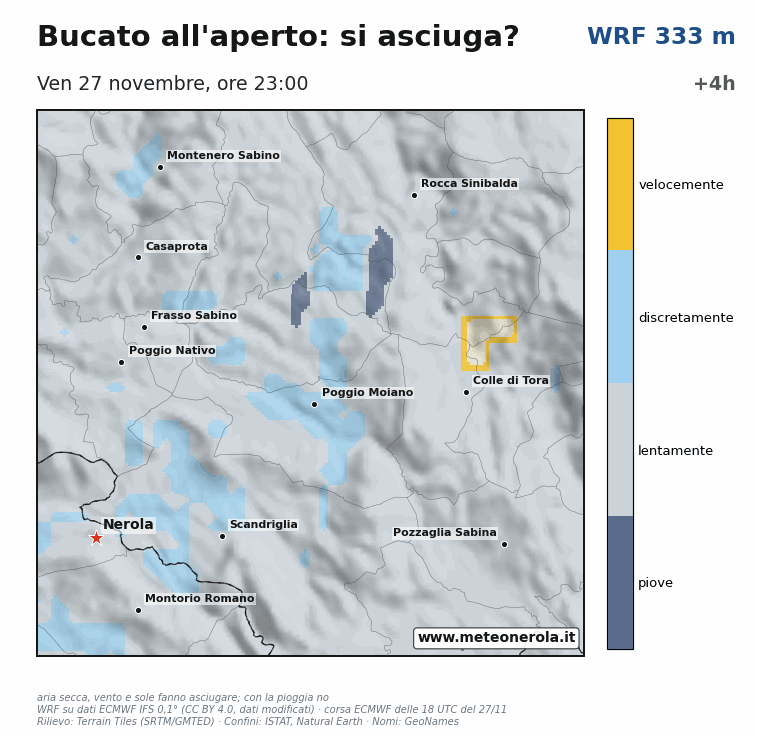 Bucato all'aperto: si asciuga?
WRF 333 m
Ven 27 novembre, ore 23:00
+4h
Montenero Sabino
Rocca Sinibalda
Casaprota
Frasso Sabino
Poggio Nativo
Colle di Tora
Poggio Moiano
Nerola
Scandriglia
Pozzaglia Sabina
Montorio Romano
www.meteonerola.it
velocemente
discretamente
lentamente
piove
aria secca, vento e sole fanno asciugare; con la pioggia no
WRF su dati ECMWF IFS 0,1° (CC BY 4.0, dati modificati) · corsa ECMWF delle 18 UTC del 27/11
Rilievo: Terrain Tiles (SRTM/GMTED) · Confini: ISTAT, Natural Earth · Nomi: GeoNames